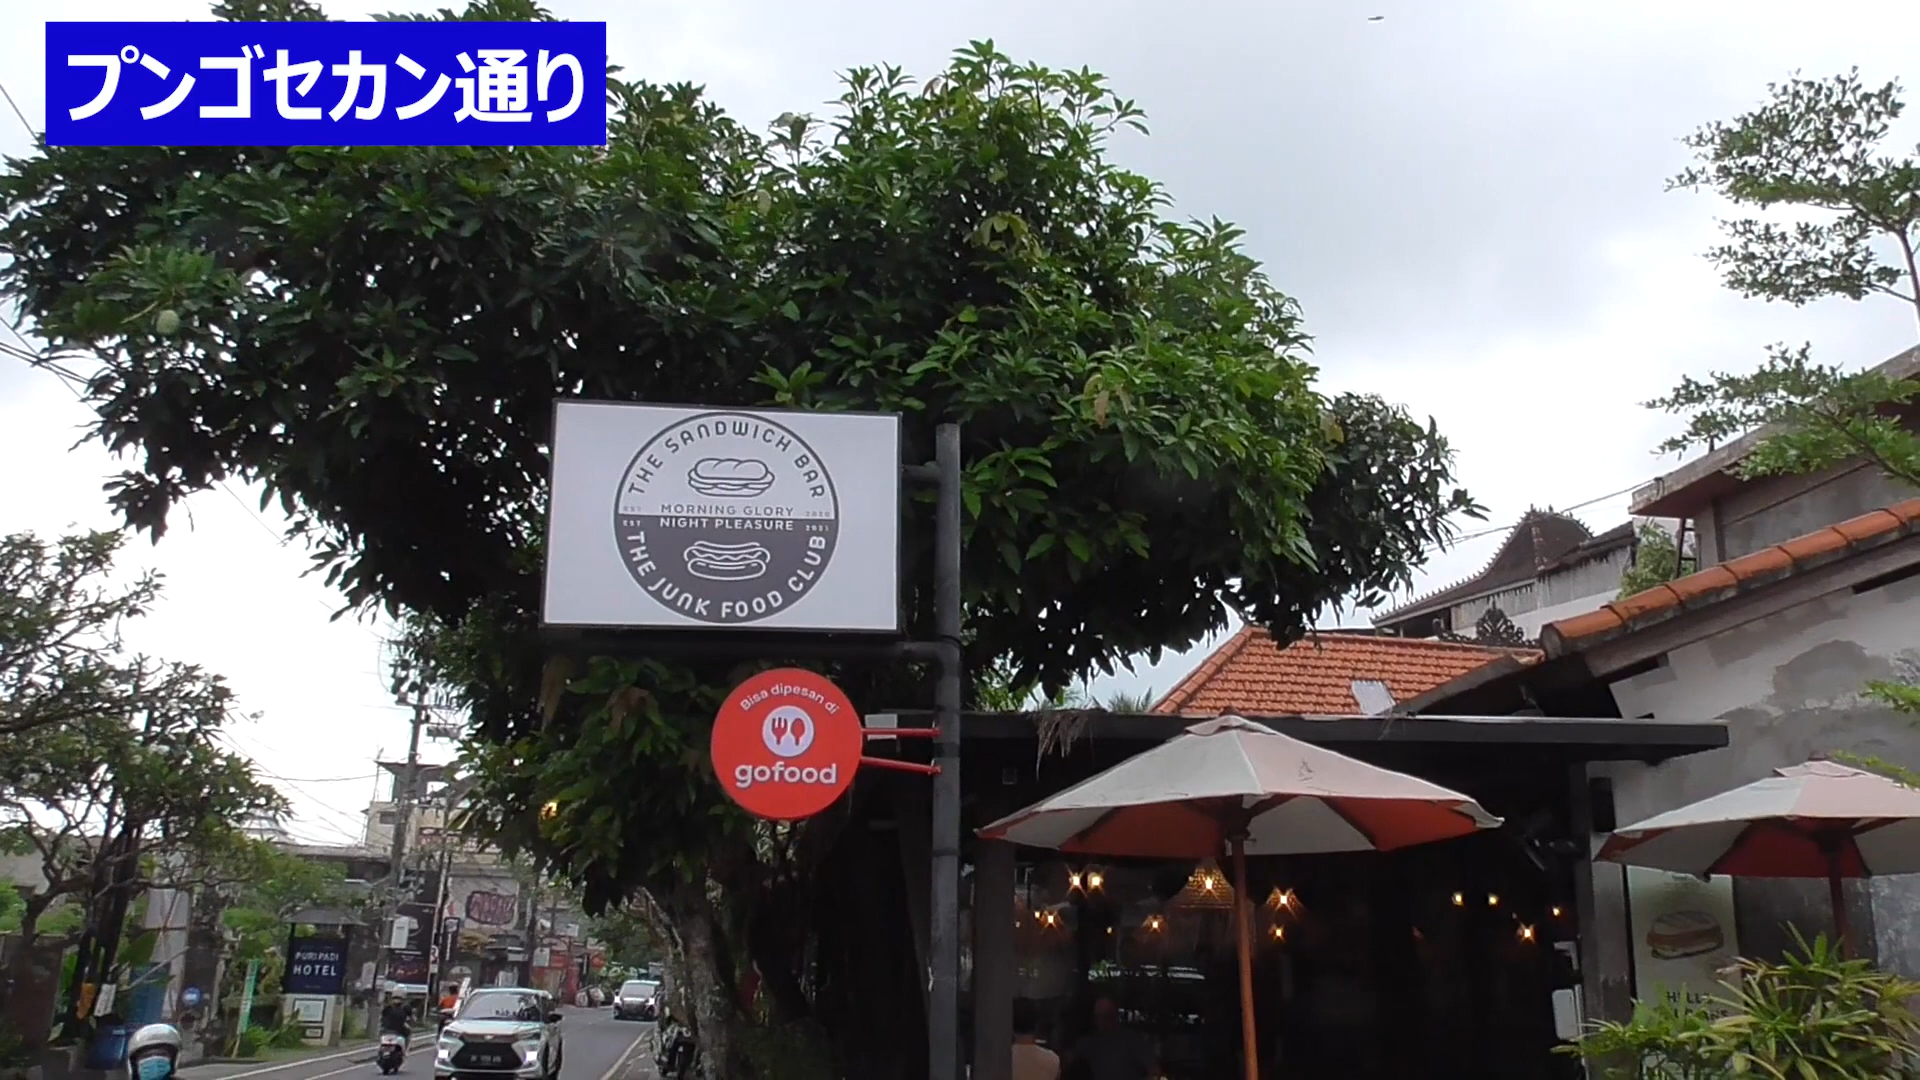 プンゴセカン通り
THE SANDWICH BAR
EST MORNING GLORY 2020
EST NIGHT PLEASURE 2021
THE JUNK FOOD CLUB
Bisa dipesan di
gofood
PURI PADI
HOTEL